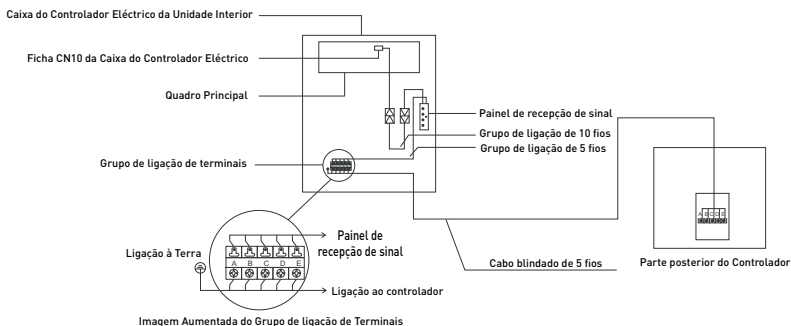 Caixa do Controlador Eléctrico da Unidade Interior
Ficha CN10 da Caixa do Controlador Eléctrico
Quadro Principal
Painel de recepção de sinal
Grupo de ligação de 10 fios
Grupo de ligação de 5 fios
Grupo de ligação de terminais
A B C D E
Painel de
recepção de sinal
Ligação à Terra
A B C D E
Cabo blindado de 5 fios
Parte posterior do Controlador
Ligação ao controlador
Imagem Aumentada do Grupo de ligação de Terminais